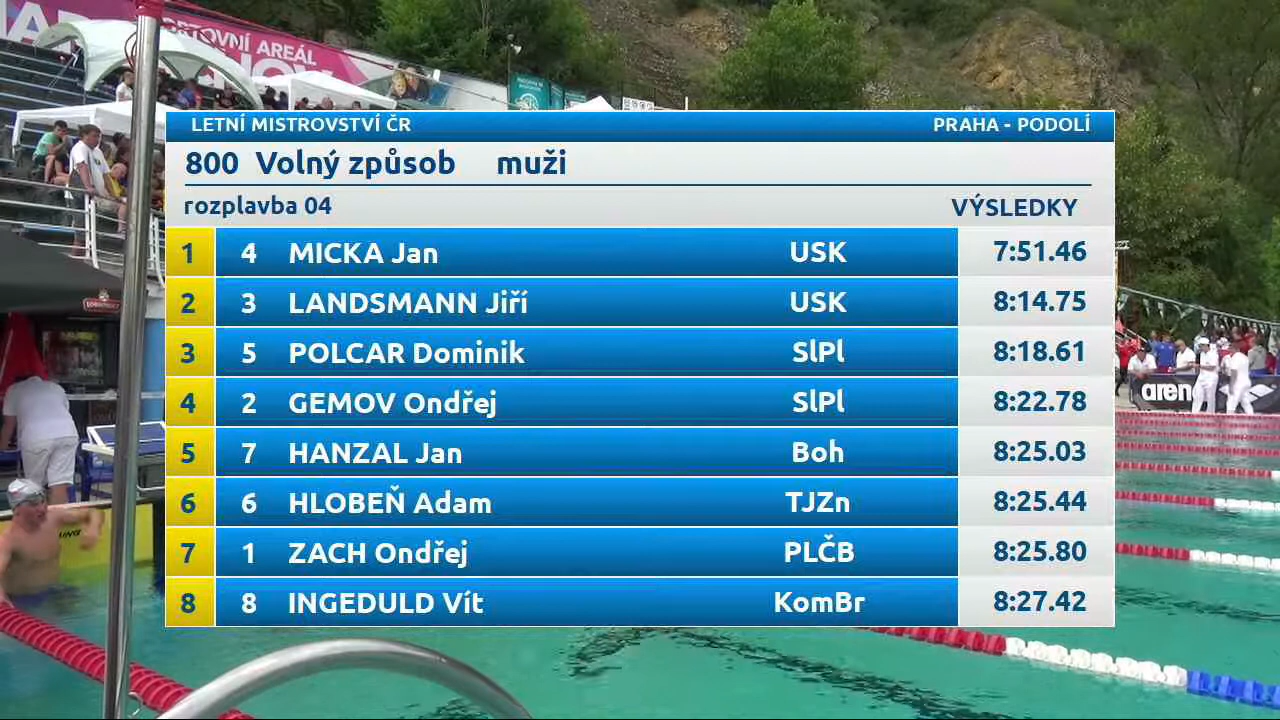 ORTOVNÍ AREÁL
LETNÍ MISTROVSTVÍ ČR PRAHA - PODOLÍ
800 Volný způsob muži
rozplavba 04 VÝSLEDKY
1 4 MICKA Jan USK 7:51.46
2 3 LANDSMANN Jiří USK 8:14.75
3 5 POLCAR Dominik SlPl 8:18.61
4 2 GEMOV Ondřej SlPl 8:22.78
5 7 HANZAL Jan Boh 8:25.03
6 6 HLOBEŇ Adam TJZn 8:25.44
7 1 ZACH Ondřej PLČB 8:25.80
8 8 INGEDULD Vít KomBr 8:27.42
arena